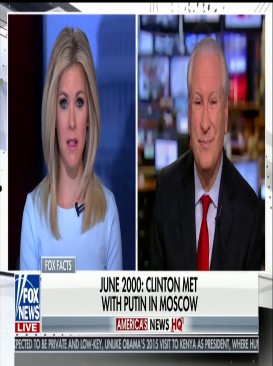 FOX FACTS
JUNE 2000: CLINTON MET
WITH PUTIN IN MOSCOW
FOX
NEWS
LIVE
AMERICA'S NEWS HQ
PECTED TO BE PRIVATE AND LOW-KEY, UNLIKE OBAMA'S 2015 VISIT TO KENYA AS PRESIDENT, WHERE HU